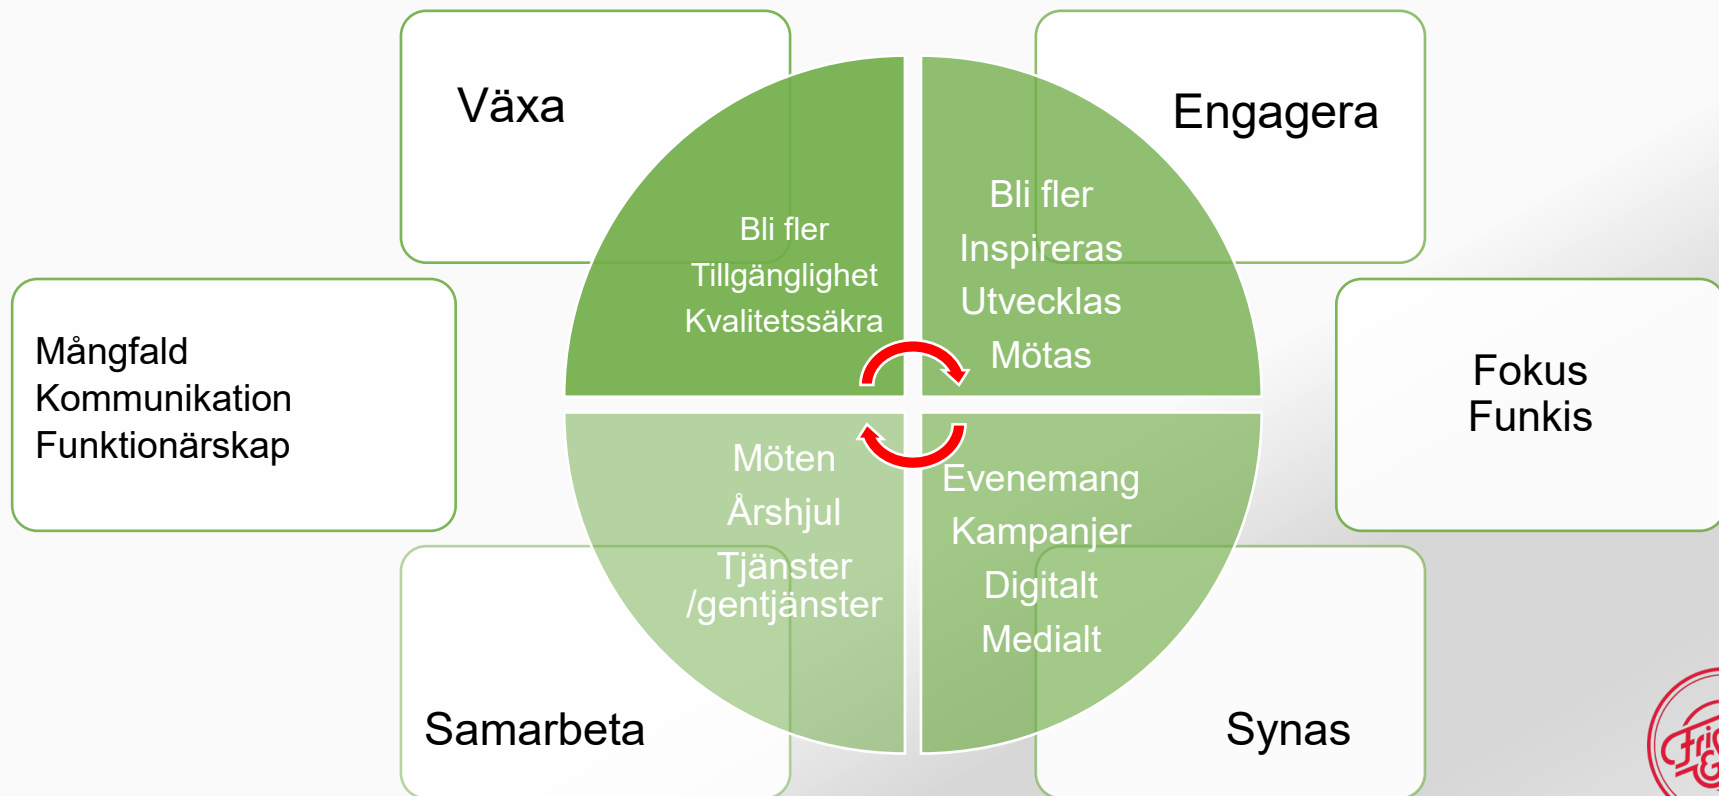 Växa
Engagera
Bli fler
Tillgänglighet
Kvalitetssäkra
Bli fler
Inspireras
Utvecklas
Mötas
Mångfald
Kommunikation
Funktionärskap
Fokus
Funkis
Möten
Årshjul
Tjänster
/gentjänster
Evenemang
Kampanjer
Digitalt
Medialt
Samarbeta
Synas